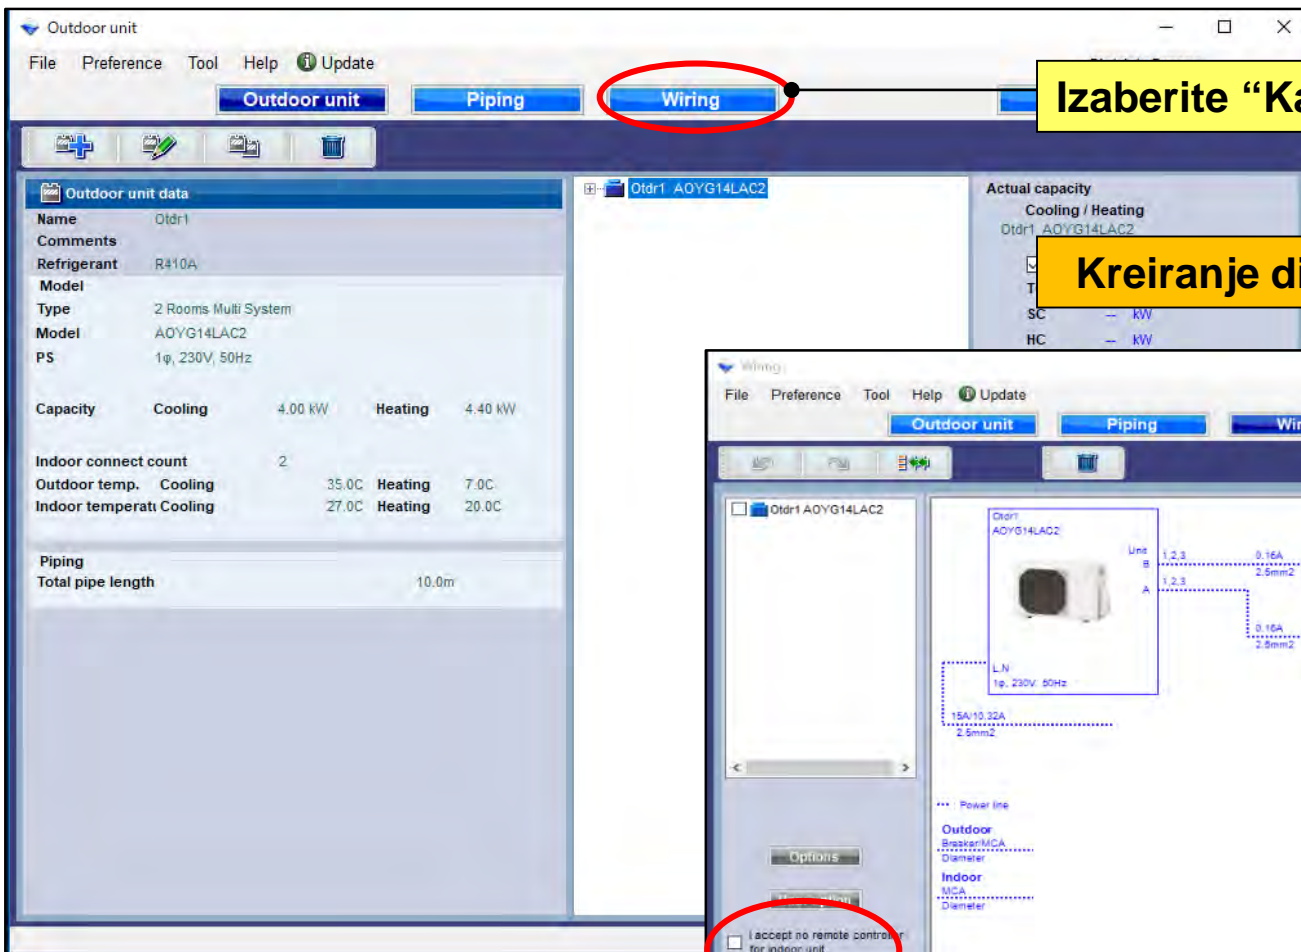 Outdoor unit
File Preference Tool Help Update
Outdoor unit Piping Wiring
Izaberite “Ka
Outdoor unit data
Name Otdr1
Comments
Refrigerant R410A
Model
Type 2 Rooms Multi System
Model AOYG14LAC2
PS 1φ, 230V, 50Hz
Capacity Cooling 4.00 kW Heating 4.40 kW
Indoor connect count 2
Outdoor temp. Cooling 35.0C Heating 7.0C
Indoor temperatu Cooling 27.0C Heating 20.0C
Piping
Total pipe length 10.0m
Otdr1 AOYG14LAC2
Actual capacity
Cooling / Heating
Otdr1 AOYG14LAC2
Kreiranje di
SC -- kW
HC -- kW
Wiring
File Preference Tool Help Update
Outdoor unit Piping Wir
Otdr1 AOYG14LAC2
Otdr1
AOYG14LAC2
Unit
B 1,2,3 0.16A
2.5mm2
A 1,2,3
0.16A
2.5mm2
L,N
1φ, 230V, 50Hz
15A/10.32A
2.5mm2
: Power line
Outdoor
Breaker/MCA
Diameter
Indoor
MCA
Diameter
Options
I accept no remote controller
for indoor unit